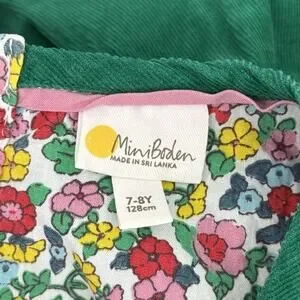 MiniBoden
MADE IN SRI LANKA
7-8Y
128cm